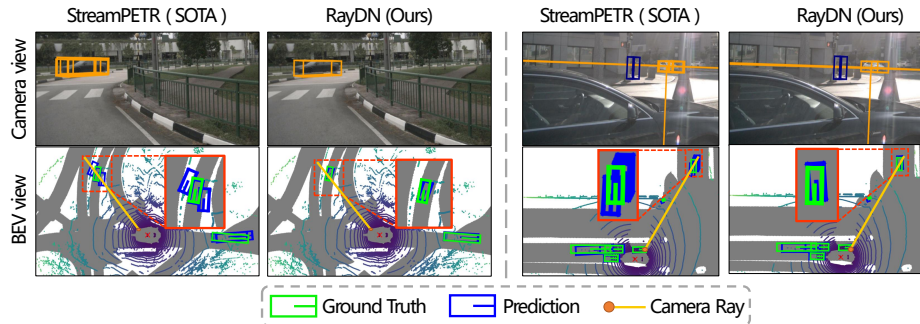 StreamPETR ( SOTA)
RayDN (Ours)
StreamPETR ( SOTA)
RayDN (Ours)
Camera view
BEV view
Ground Truth
Prediction
Camera Ray